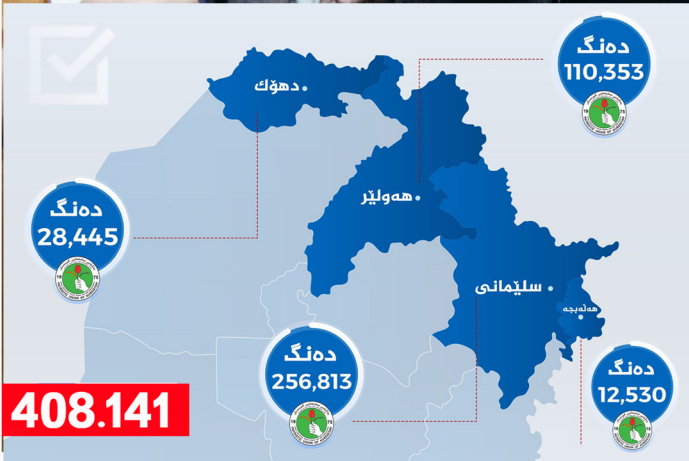 دەنگ
110,353
دهۆك
هەولێر
دەنگ
28,445
سلێمانی
هەڵەبجە
دەنگ
256,813
دەنگ
12,530
408.141